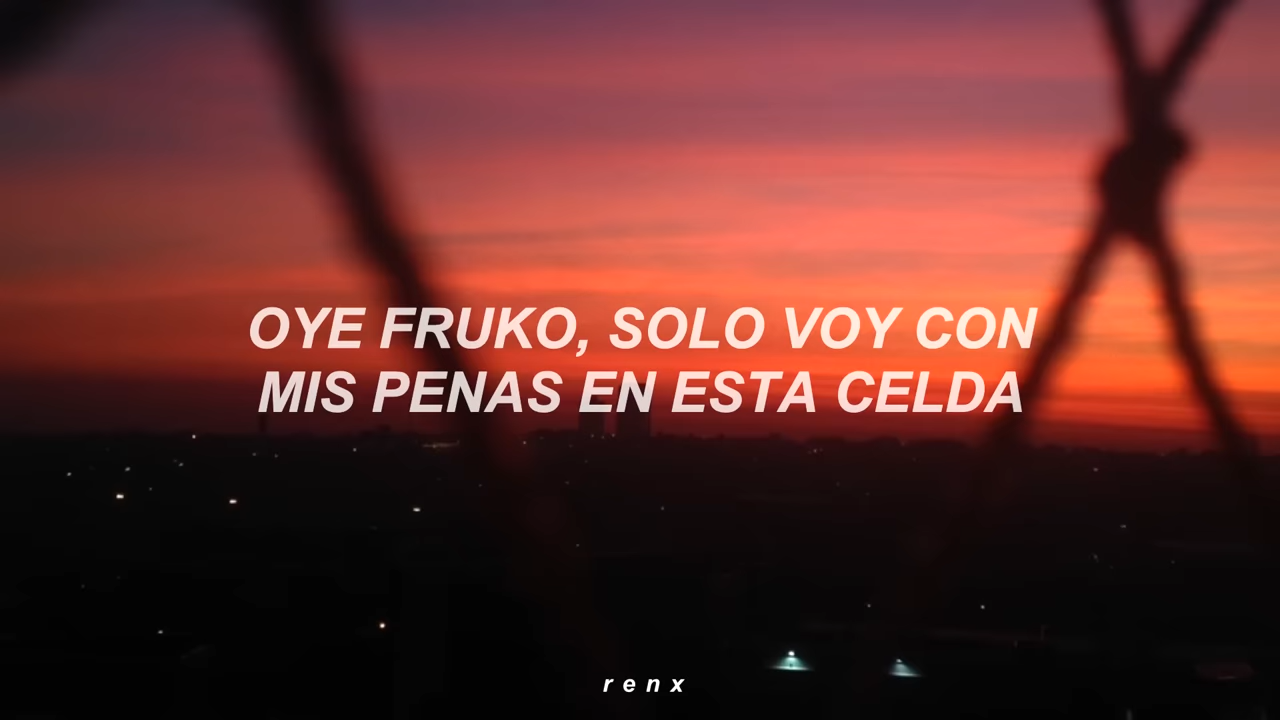 OYE FRUKO, SOLO VOY CON
MIS PENAS EN ESTA CELDA
renx